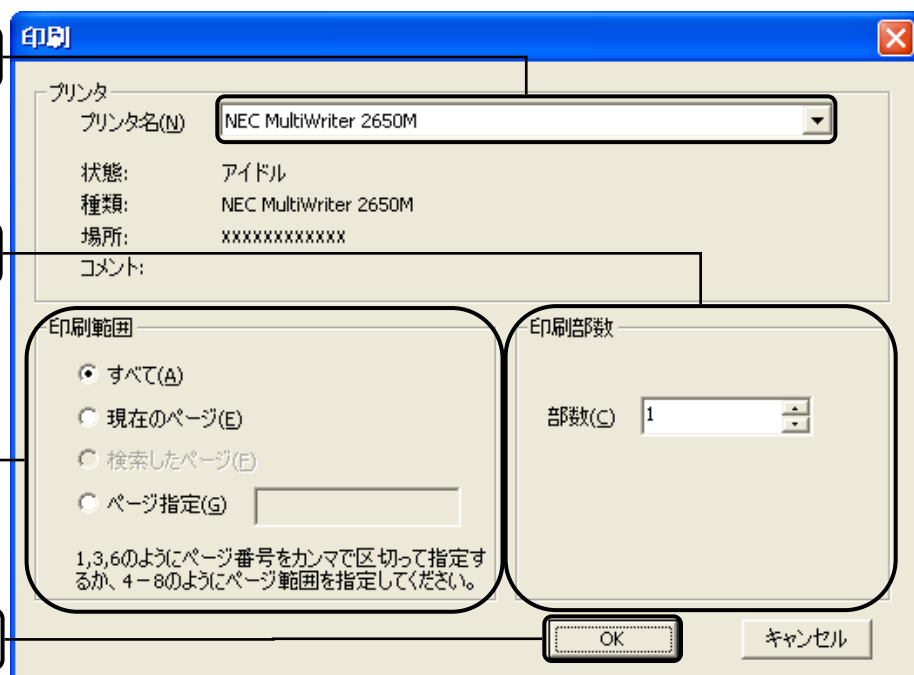 印刷
プリンタ
プリンタ名(N) NEC MultiWriter 2650M
状態: アイドル
種類: NEC MultiWriter 2650M
場所: xxxxxxxxxxxx
コメント:
印刷範囲
すべて(A)
現在のページ(E)
検索したページ(F)
ページ指定(G)
1,3,6のようにページ番号をカンマで区切って指定す
るか、4－8のようにページ範囲を指定してください。
印刷部数
部数(C) 1
OK キャンセル